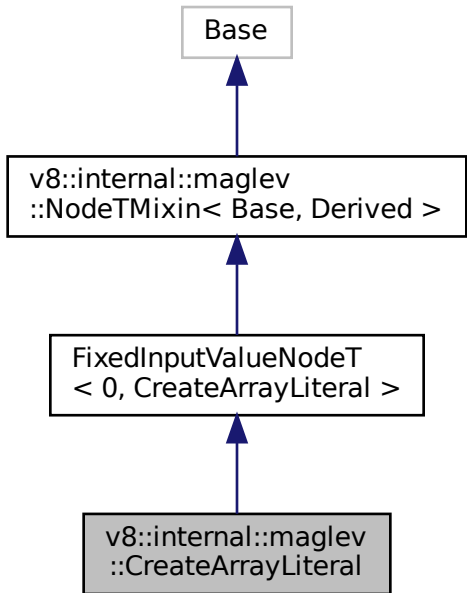 Base
v8::internal::maglev
::NodeTMixin< Base, Derived >
FixedInputValueNodeT
< 0, CreateArrayLiteral >
v8::internal::maglev
::CreateArrayLiteral